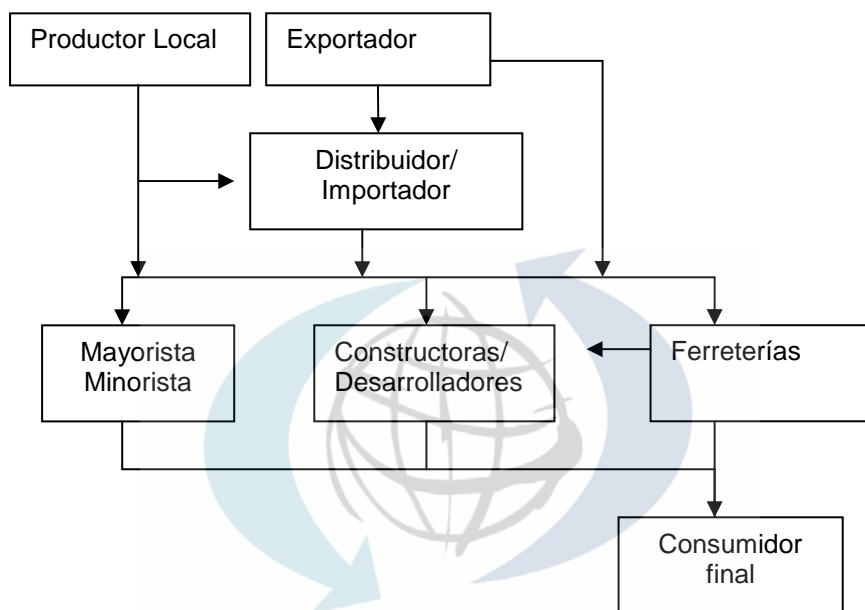 Productor Local
Exportador
Distribuidor/
Importador
Mayorista
Minorista
Constructoras/
Desarrolladores
Ferreterías
Consumidor
final